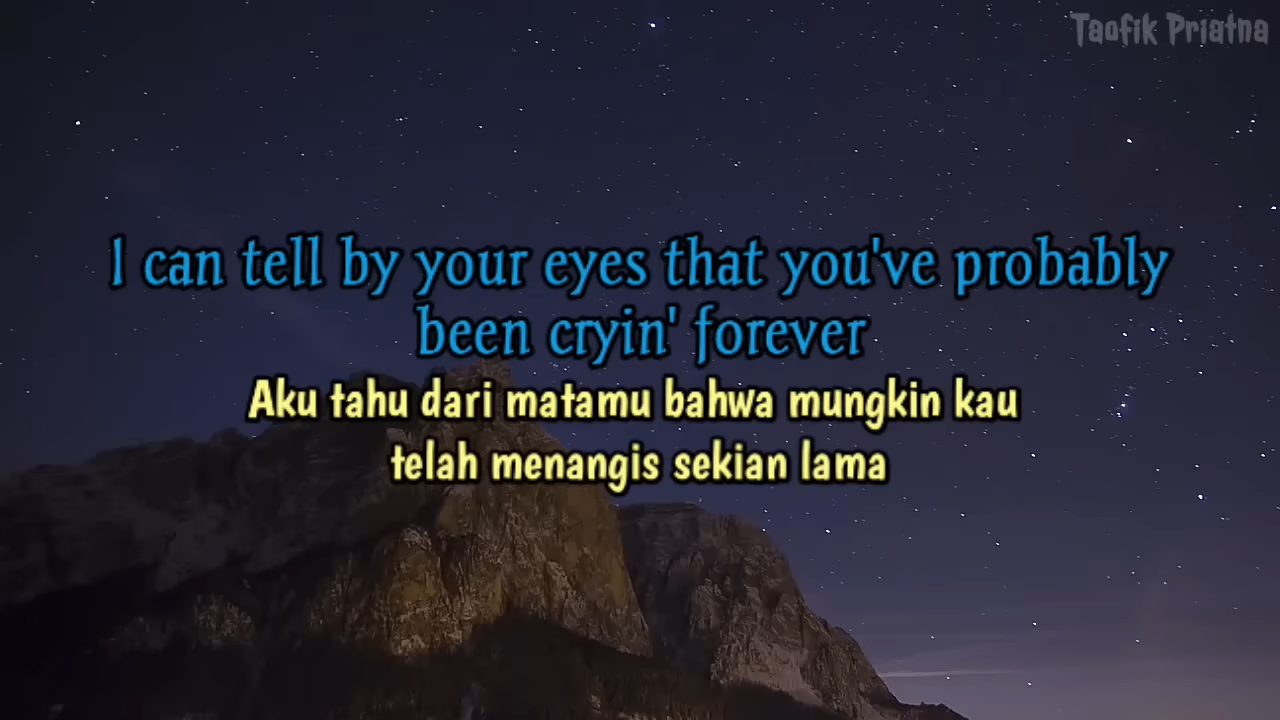 Taofik Priatna
I can tell by your eyes that you've probably
been cryin' forever
Aku tahu dari matamu bahwa mungkin kau
telah menangis sekian lama